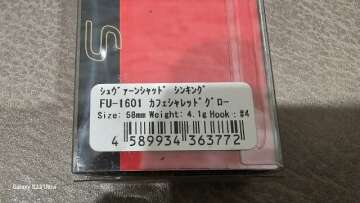 S
シュヴァーンシャッド シンキング
FU-1601 カフェシャレッドグロー
Size: 58mm Weight: 4.1g Hook : #4
4 589934 363772
Galaxy S23 Ultra